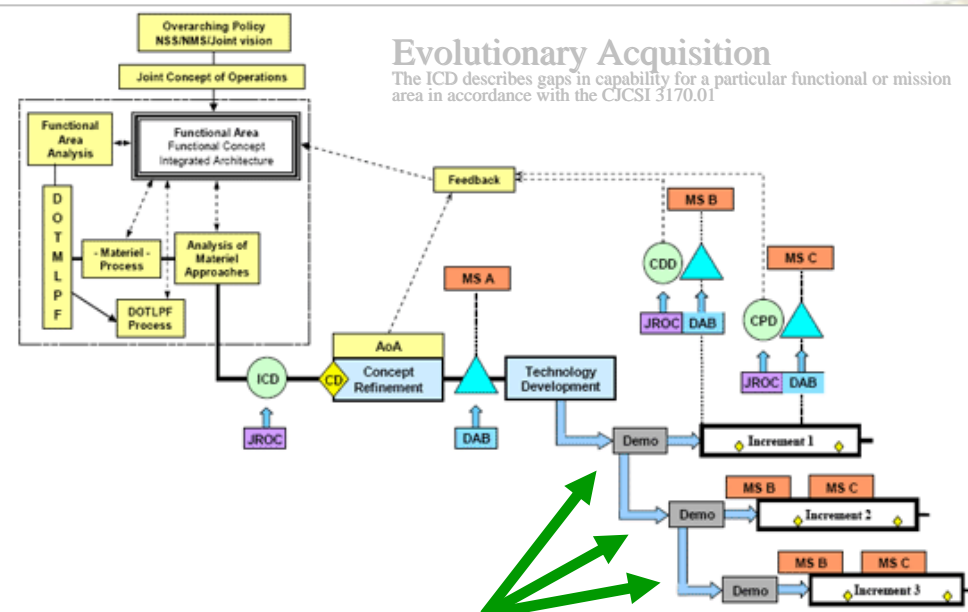 Overarching Policy
NSS/NMS/Joint vision
Evolutionary Acquisition
The ICD describes gaps in capability for a particular functional or mission
area in accordance with the CJCSI 3170.01
Joint Concept of Operations
Functional
Area
Analysis
Functional Area
Functional Concept
Integrated Architecture
Feedback
D
O
T
M
L
P
F
- Materiel -
Process
Analysis of
Materiel
Approaches
DOTLPF
Process
MS A
MS B
MS C
CDD
JROC
DAB
CPD
JROC
DAB
ICD
JROC
CD
AoA
Concept
Refinement
DAB
Technology
Development
Demo
Increment 1
MS B
MS C
Demo
Increment 2
MS B
MS C
Demo
Increment 3